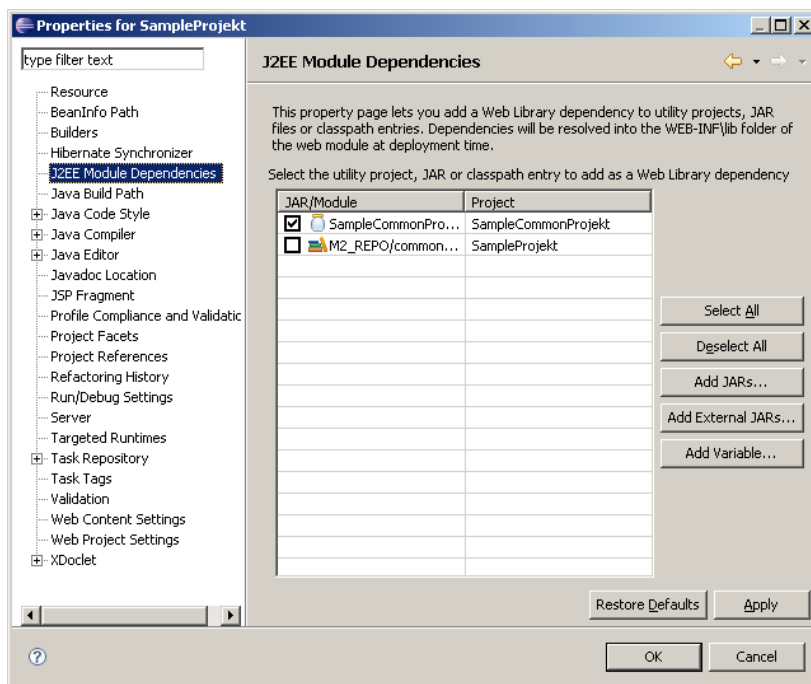 Properties for SampleProjekt
type filter text
Resource
BeanInfo Path
Builders
Hibernate Synchronizer
J2EE Module Dependencies
Java Build Path
Java Code Style
Java Compiler
Java Editor
Javadoc Location
JSP Fragment
Profile Compliance and Validatic
Project Facets
Project References
Refactoring History
Run/Debug Settings
Server
Targeted Runtimes
Task Repository
Task Tags
Validation
Web Content Settings
Web Project Settings
XDoclet
J2EE Module Dependencies
This property page lets you add a Web Library dependency to utility projects, JAR
files or classpath entries. Dependencies will be resolved into the WEB-INF\lib folder of
the web module at deployment time.
Select the utility project, JAR or classpath entry to add as a Web Library dependency
JAR/Module Project
SampleCommonPro... SampleCommonProjekt
M2_REPO/common... SampleProjekt
Select All
Deselect All
Add JARs...
Add External JARs...
Add Variable...
Restore Defaults Apply
OK Cancel